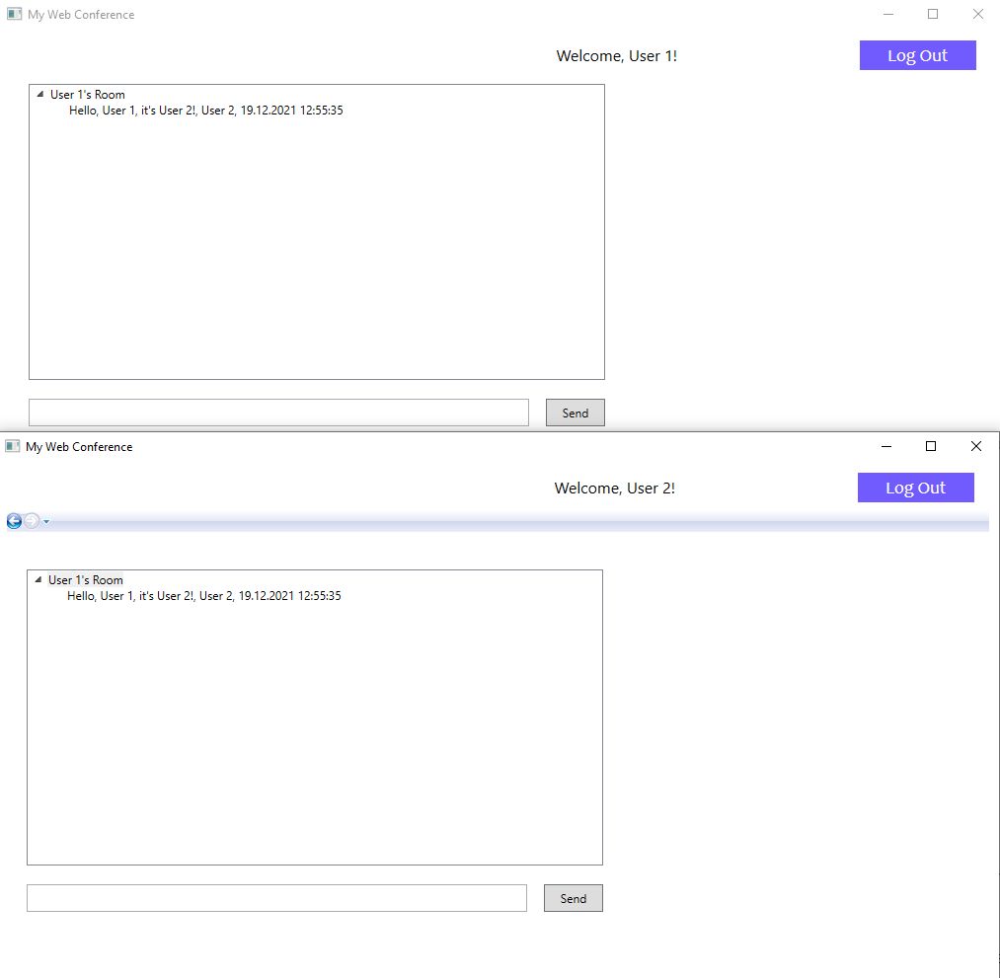 My Web Conference
Welcome, User 1!
Log Out
User 1's Room
Hello, User 1, it's User 2!, User 2, 19.12.2021 12:55:35
Send
My Web Conference
Welcome, User 2!
Log Out
User 1's Room
Hello, User 1, it's User 2!, User 2, 19.12.2021 12:55:35
Send